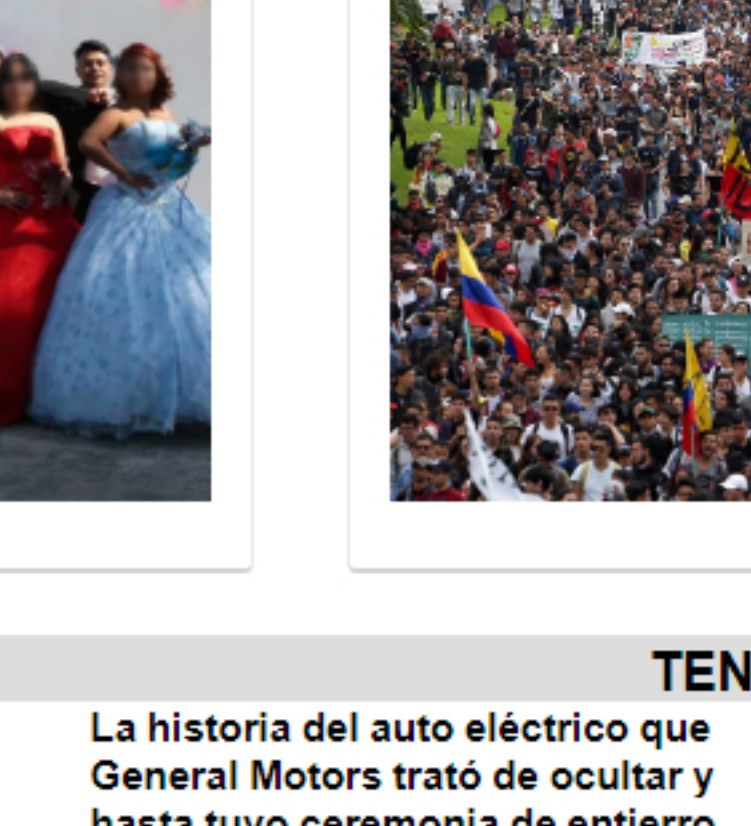 TEN
La historia del auto eléctrico que
General Motors trató de ocultar y
hasta tuvo ceremonia de entierro